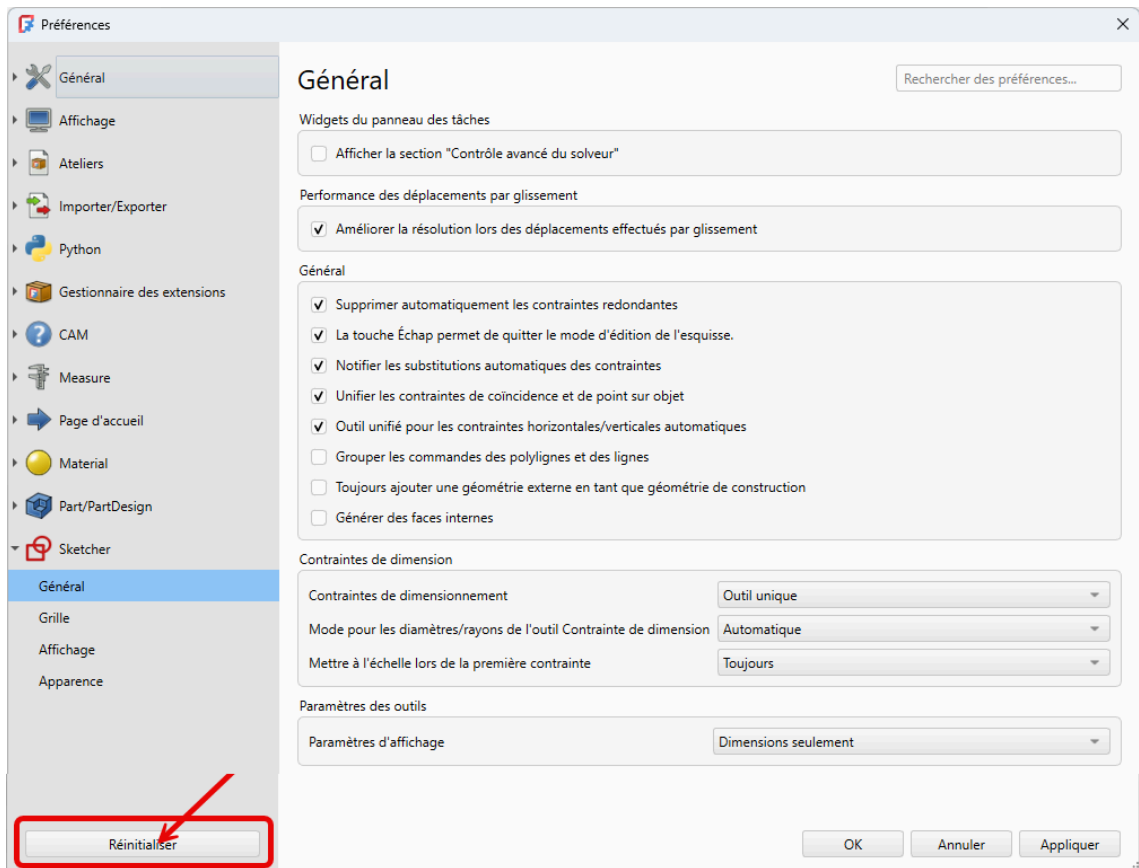 Préférences
Général
Affichage
Ateliers
Importer/Exporter
Python
Gestionnaire des extensions
CAM
Measure
Page d'accueil
Material
Part/PartDesign
Sketcher
Général
Grille
Affichage
Apparence
Réinitialiser
Général
Rechercher des préférences...
Widgets du panneau des tâches
Afficher la section "Contrôle avancé du solveur"
Performance des déplacements par glissement
Améliorer la résolution lors des déplacements effectués par glissement
Général
Supprimer automatiquement les contraintes redondantes
La touche Échap permet de quitter le mode d'édition de l'esquisse.
Notifier les substitutions automatiques des contraintes
Unifier les contraintes de coïncidence et de point sur objet
Outil unifié pour les contraintes horizontales/verticales automatiques
Grouper les commandes des polylignes et des lignes
Toujours ajouter une géométrie externe en tant que géométrie de construction
Générer des faces internes
Contraintes de dimension
Contraintes de dimensionnement Outil unique
Mode pour les diamètres/rayons de l'outil Contrainte de dimension Automatique
Mettre à l'échelle lors de la première contrainte Toujours
Paramètres des outils
Paramètres d'affichage Dimensions seulement
OK Annuler Appliquer